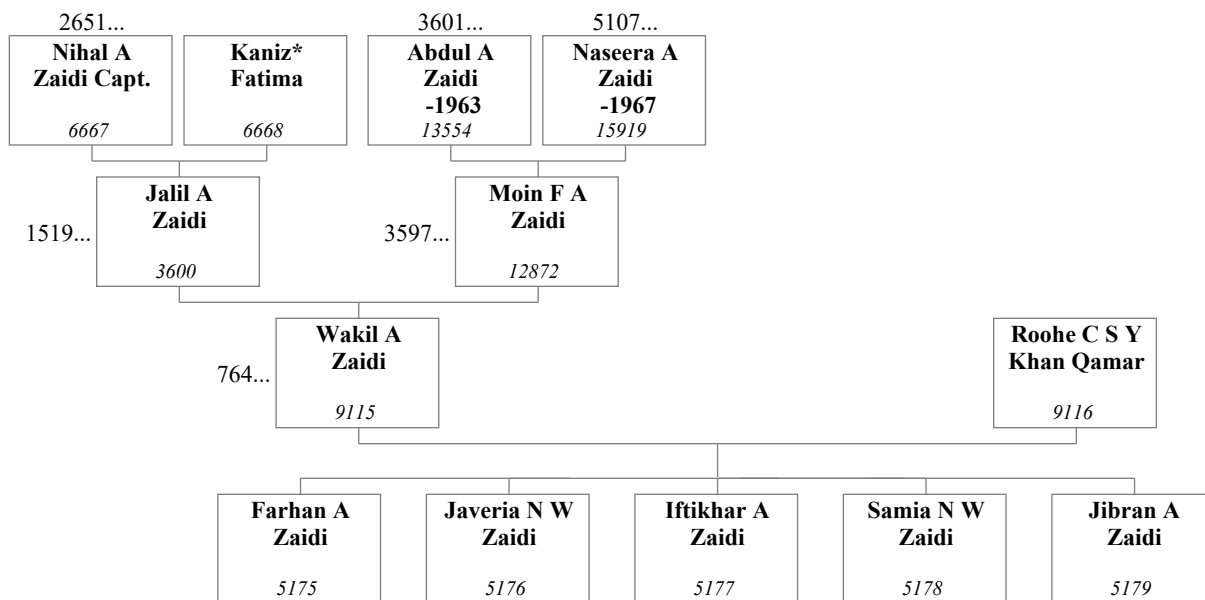 2651...
3601...
5107...
Nihal A
Zaidi Capt.
6667
Kaniz*
Fatima
6668
Abdul A
Zaidi
-1963
13554
Naseera A
Zaidi
-1967
15919
1519...
Jalil A
Zaidi
3600
3597...
Moin F A
Zaidi
12872
764...
Wakil A
Zaidi
9115
Roohe C S Y
Khan Qamar
9116
Farhan A
Zaidi
5175
Javeria N W
Zaidi
5176
Iftikhar A
Zaidi
5177
Samia N W
Zaidi
5178
Jibran A
Zaidi
5179